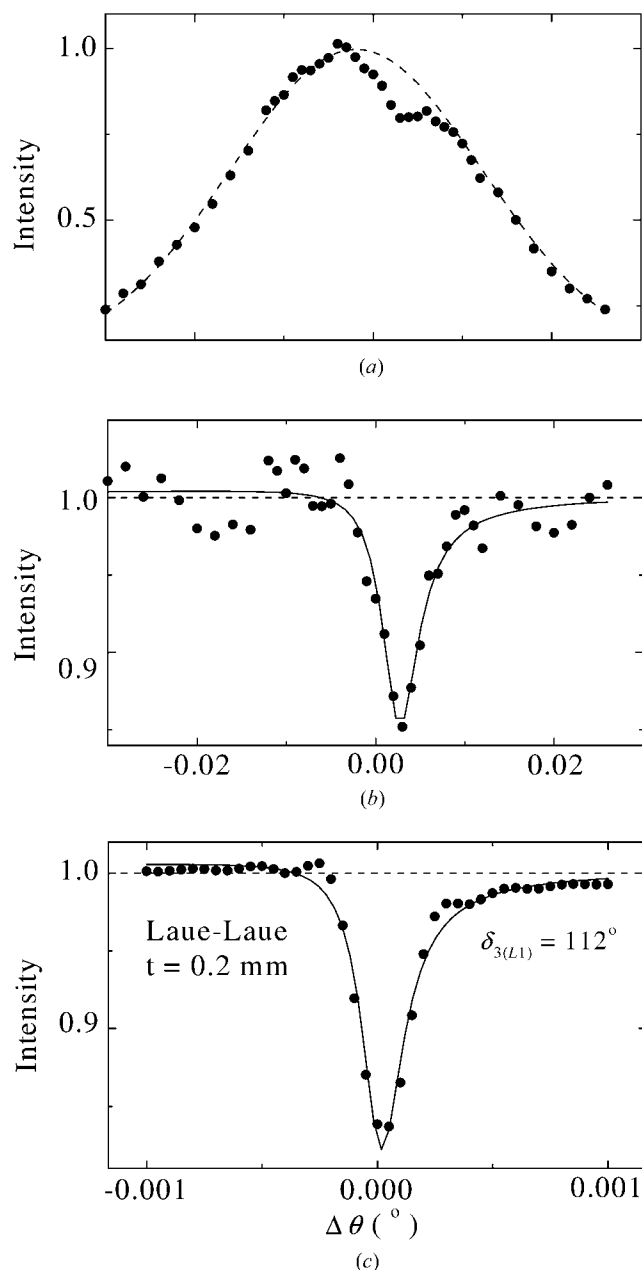 1.0
0.5
Intensity
(a)
1.0
0.9
Intensity
-0.02 0.00 0.02
(b)
1.0
Laue-Laue
t = 0.2 mm
δ3(L1) = 112°
0.9
Intensity
-0.001 0.000 0.001
Δθ(°)
(c)